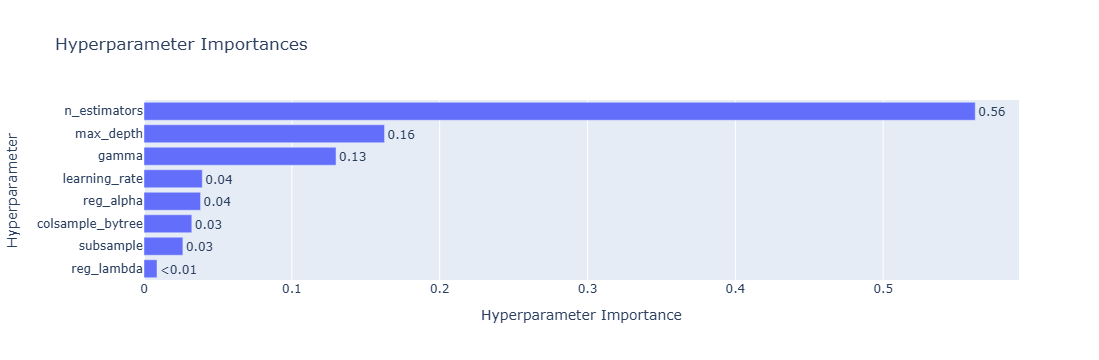 Hyperparameter Importances
Hyperparameter
n_estimators 0.56
max_depth 0.16
gamma 0.13
learning_rate 0.04
reg_alpha 0.04
colsample_bytree 0.03
subsample 0.03
reg_lambda <0.01
0 0.1 0.2 0.3 0.4 0.5
Hyperparameter Importance